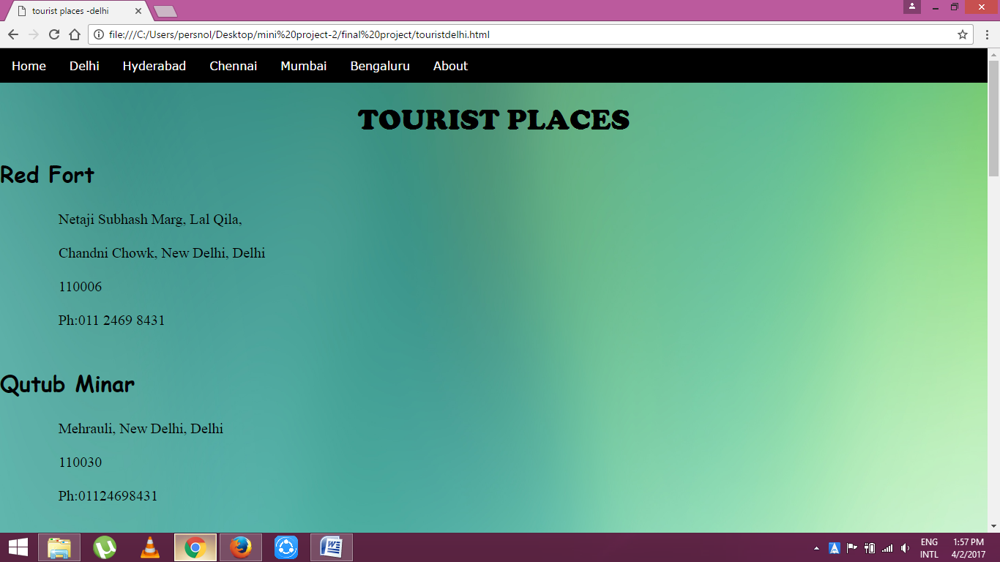 tourist places -delhi
file:///C:/Users/persnol/Desktop/mini%20project-2/final%20project/touristdelhi.html
Home Delhi Hyderabad Chennai Mumbai Bengaluru About
TOURIST PLACES
Red Fort
Netaji Subhash Marg, Lal Qila,
Chandni Chowk, New Delhi, Delhi
110006
Ph:011 2469 8431
Qutub Minar
Mehrauli, New Delhi, Delhi
110030
Ph:01124698431
ENG 1:57 PM
INTL 4/2/2017